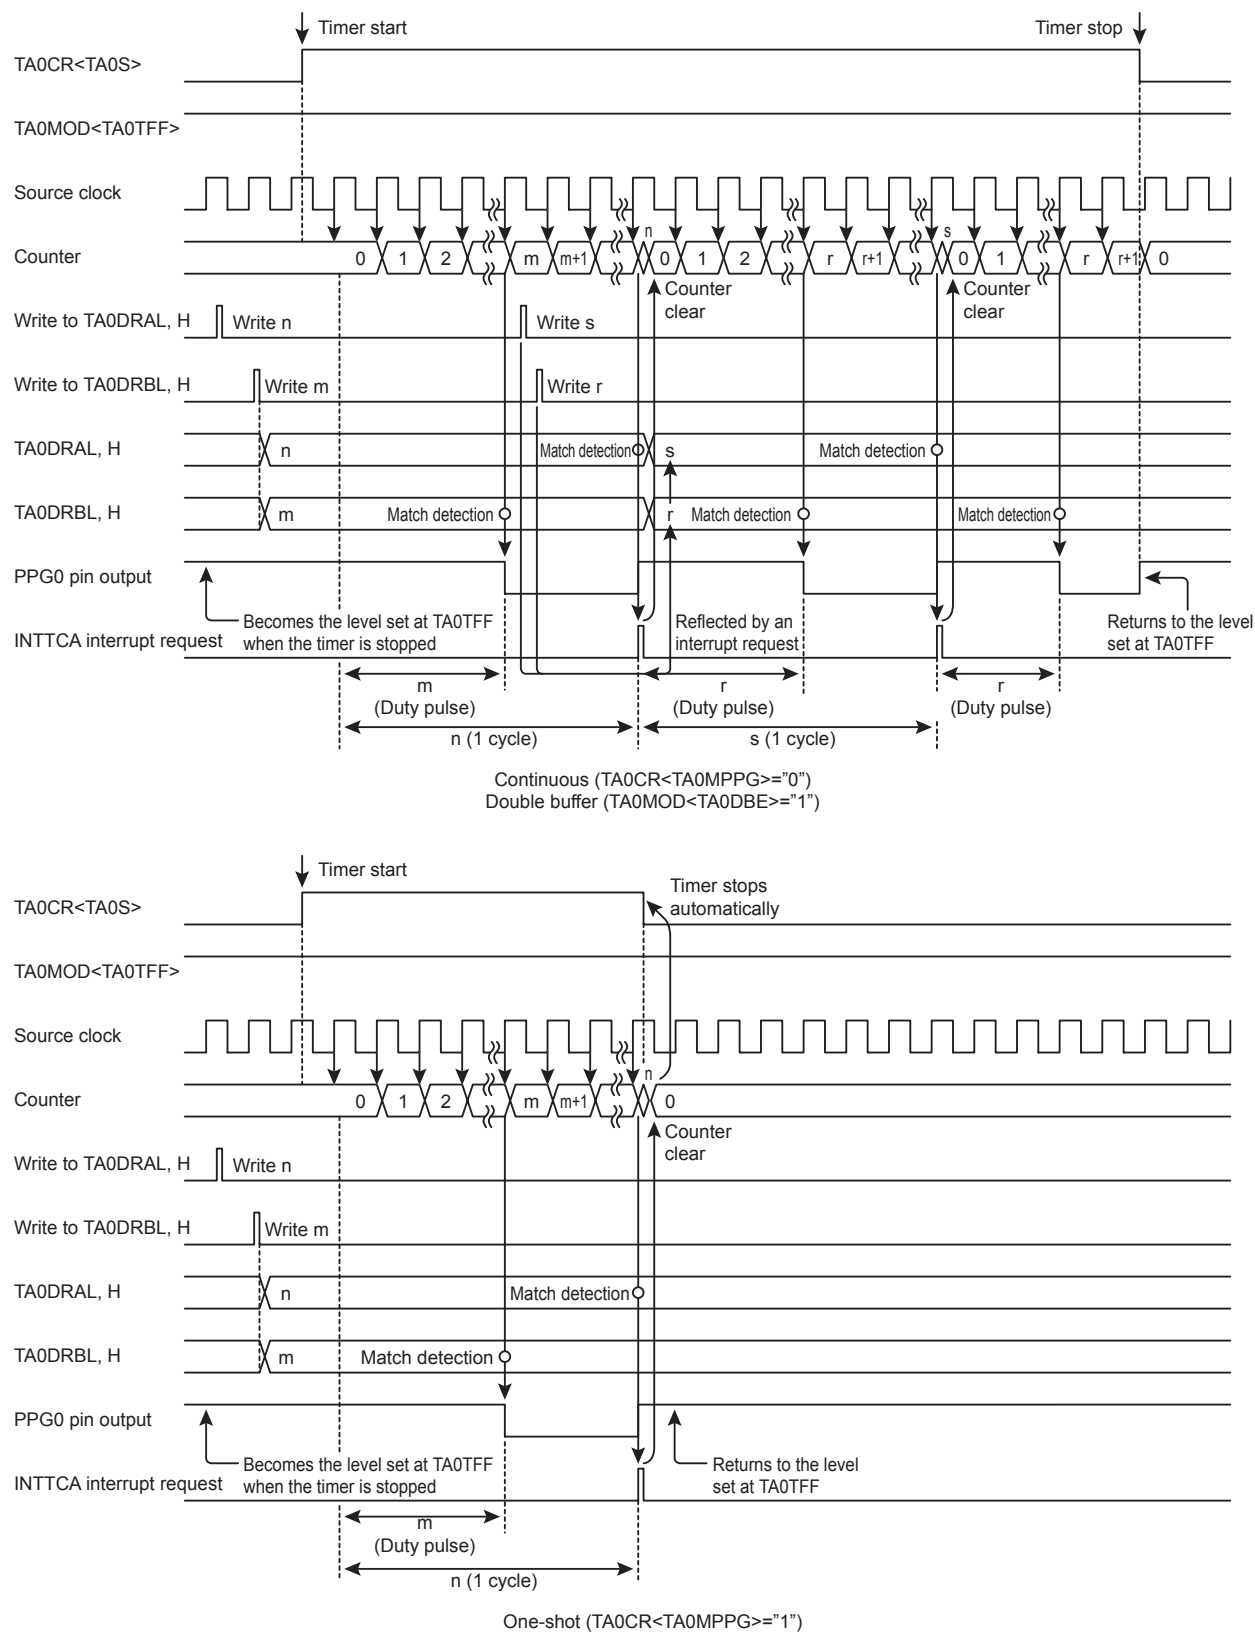 Timer start
Timer stop
TA0CR<TA0S>
TA0MOD<TA0TFF>
Source clock
n
s
Counter
0 1 2 m m+1 0 1 2 r r+1 0 1 r r+1 0
Counter
clear
Counter
clear
Write to TA0DRAL, H
Write n
Write s
Write to TA0DRBL, H
Write m
Write r
TA0DRAL, H
n
Match detection
s
Match detection
TA0DRBL, H
m
Match detection
r
Match detection
Match detection
PPG0 pin output
Becomes the level set at TA0TFF
when the timer is stopped
Reflected by an
interrupt request
Returns to the level
set at TA0TFF
INTTCA interrupt request
m
(Duty pulse)
r
(Duty pulse)
r
(Duty pulse)
n (1 cycle)
s (1 cycle)
Continuous (TA0CR<TA0MPPG>="0")
Double buffer (TA0MOD<TA0DBE>="1")
Timer start
Timer stops
automatically
TA0CR<TA0S>
TA0MOD<TA0TFF>
Source clock
n
Counter
0 1 2 m m+1 0
Counter
clear
Write to TA0DRAL, H
Write n
Write to TA0DRBL, H
Write m
TA0DRAL, H
n
Match detection
TA0DRBL, H
m
Match detection
PPG0 pin output
Becomes the level set at TA0TFF
when the timer is stopped
Returns to the level
set at TA0TFF
INTTCA interrupt request
m
(Duty pulse)
n (1 cycle)
One-shot (TA0CR<TA0MPPG>="1")